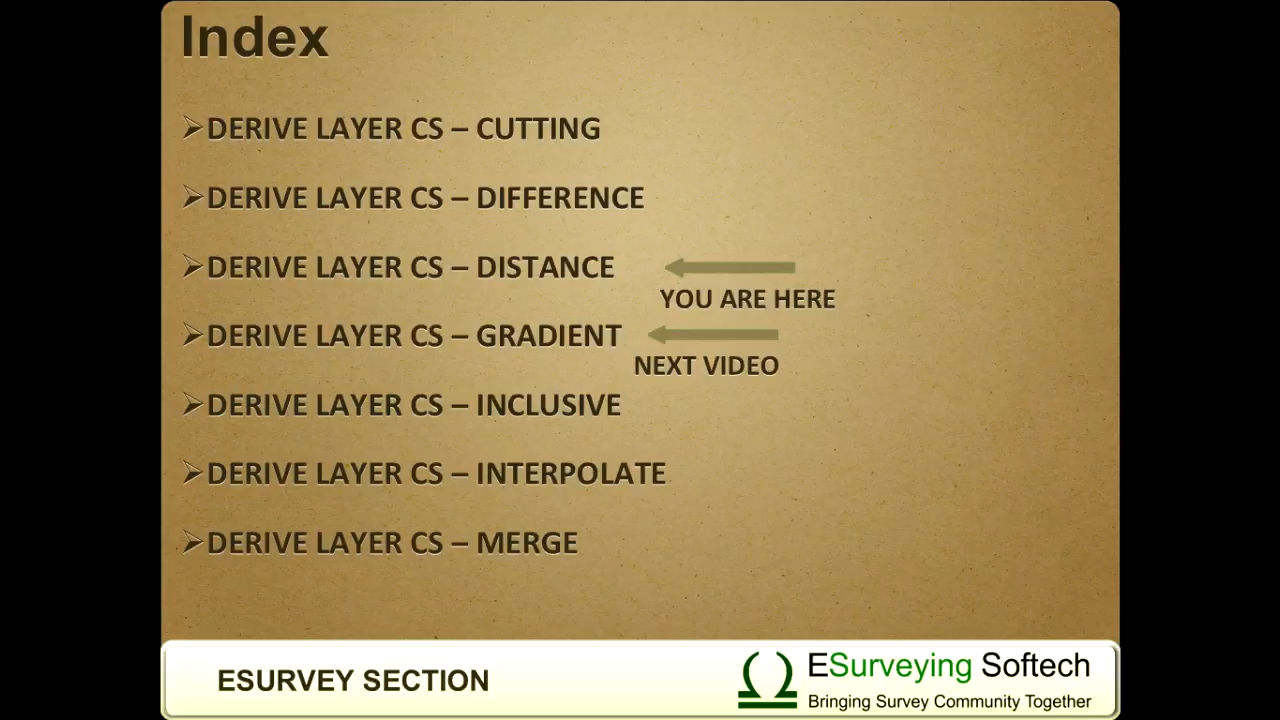 Index
DERIVE LAYER CS – CUTTING
DERIVE LAYER CS – DIFFERENCE
DERIVE LAYER CS – DISTANCE
YOU ARE HERE
DERIVE LAYER CS – GRADIENT
NEXT VIDEO
DERIVE LAYER CS – INCLUSIVE
DERIVE LAYER CS – INTERPOLATE
DERIVE LAYER CS – MERGE
ESURVEY SECTION
ESurveying Softech
Bringing Survey Community Together